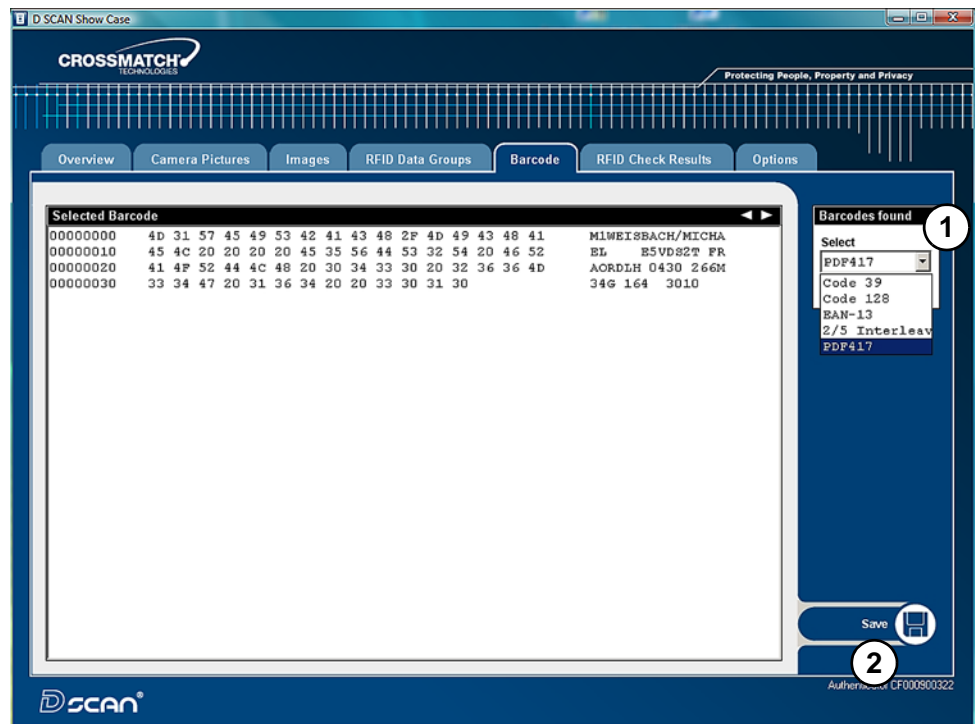 D SCAN Show Case
CROSSMATCH
TECHNOLOGIES
Protecting People, Property and Privacy
Overview Camera Pictures Images RFID Data Groups Barcode RFID Check Results Options
Selected Barcode
00000000 4D 31 57 45 49 53 42 41 43 48 2F 4D 49 43 48 41 M1WEISBACH/MICHA
00000010 45 4C 20 20 20 20 45 35 56 44 53 32 54 20 46 52 EL    E5VDS2T FR
00000020 41 4F 52 44 4C 48 20 30 34 33 30 20 32 36 36 4D AORDLH 0430 266M
00000030 33 34 47 20 31 36 34 20 20 33 30 31 30 34G 164  3010
Barcodes found
1
Select
PDF417
Code 39
Code 128
EAN-13
2/5 Interleav
PDF417
Save
2
CF000900322
D scan